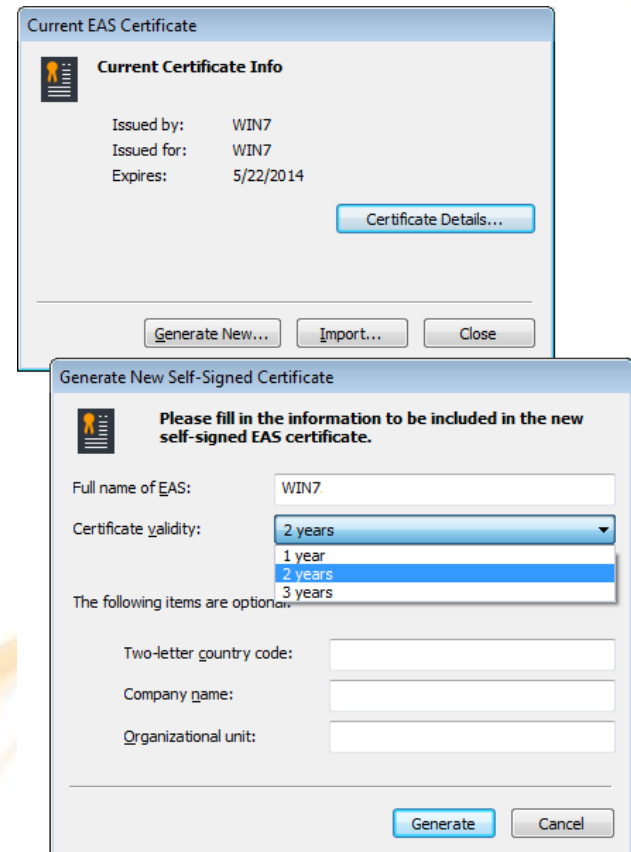 Current EAS Certificate
Current Certificate Info
Issued by: WIN7
Issued for: WIN7
Expires: 5/22/2014
Certificate Details...
Generate New... Import... Close
Generate New Self-Signed Certificate
Please fill in the information to be included in the new
self-signed EAS certificate.
Full name of EAS: WIN7
Certificate validity: 2 years
1 year
2 years
3 years
The following items are optional:
Two-letter country code:
Company name:
Organizational unit:
Generate Cancel